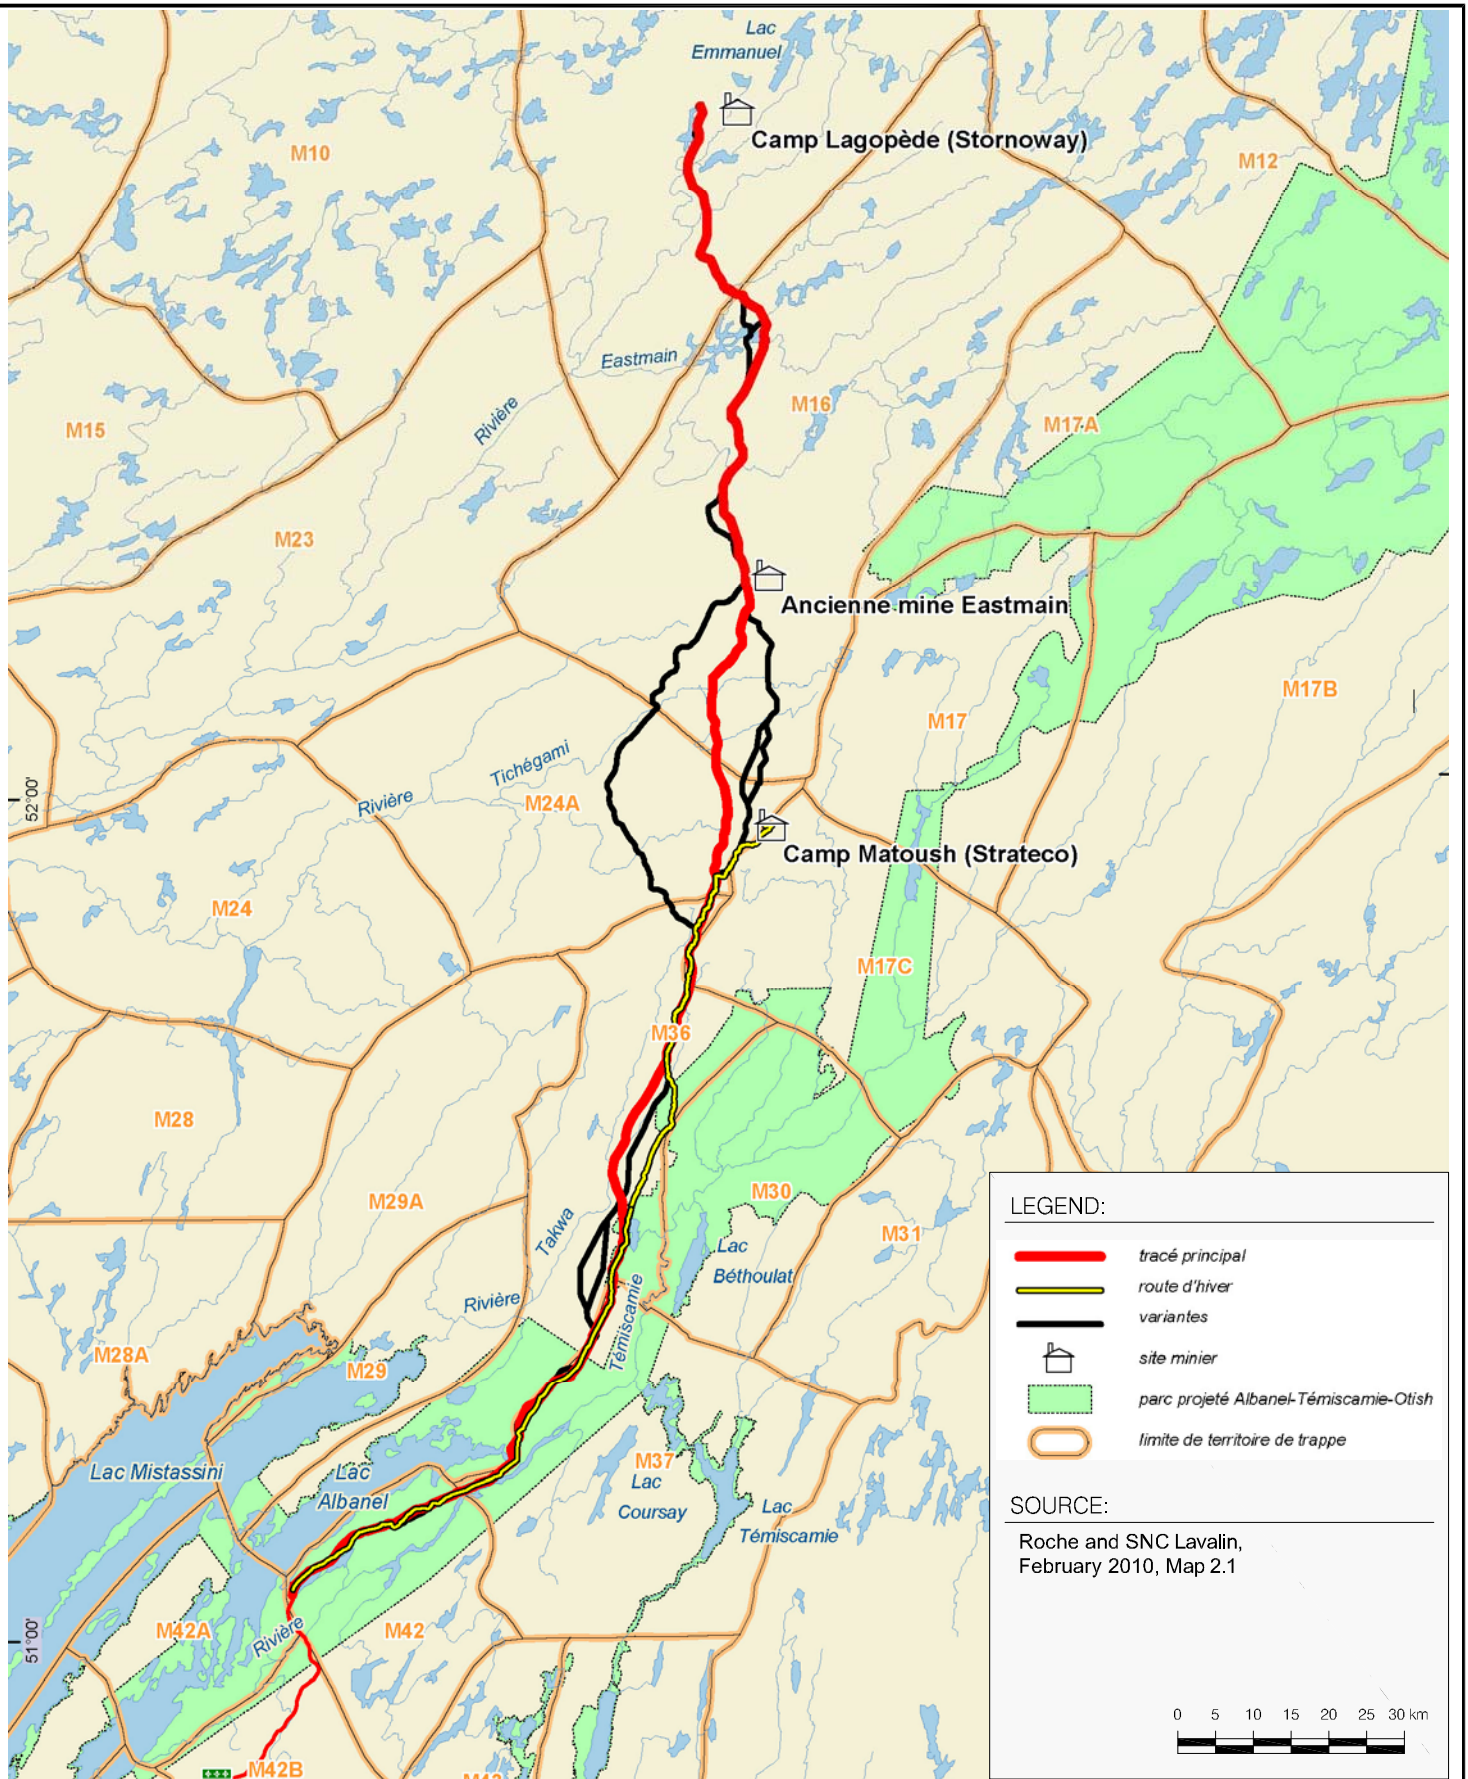 Lac
Emmanuel
Camp Lagopède (Stornoway)
M10
M12
Eastmain
Rivière
M16
M15
M17A
M23
Ancienne mine Eastmain
M17B
M17
Tichégami
Rivière
M24A
52°00'
Camp Matoush (Strateco)
M24
M17C
M36
M28
M29A
M30
Takwa
M31
Lac
Béthoulat
Rivière
Témiscamie
M28A
M29
M37
Lac Mistassini
Lac
Albanel
Lac
Coursay
Lac
Témiscamie
M42A
Rivière
M42
51°00'
M42B
LEGEND:
tracé principal
route d'hiver
variantes
site minier
parc projeté Albanel-Témiscamie-Otish
limite de territoire de trappe
SOURCE:
Roche and SNC Lavalin,
February 2010, Map 2.1
0 5 10 15 20 25 30 km